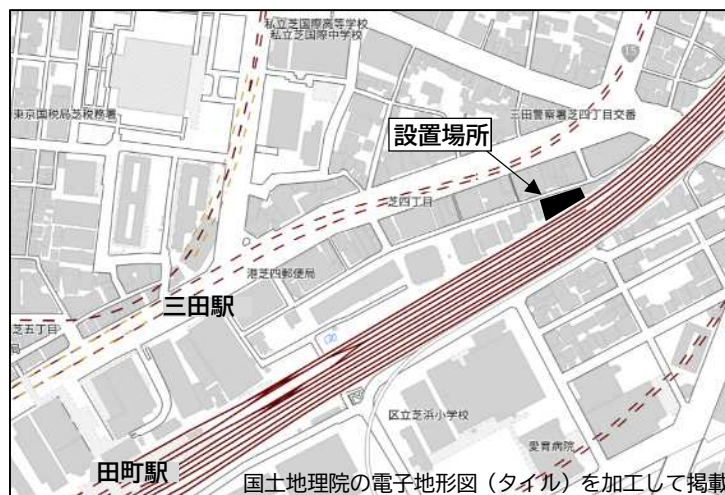 私立芝国際高等学校
私立芝国際中学校
15
東京国税局芝税務署
三田警察署芝四丁目交番
設置場所
芝四丁目
港芝四郵便局
三田駅
芝五丁目
局
区立芝浜小学校
愛育病院
田町駅
国土地理院の電子地形図（タイル）を加工して掲載